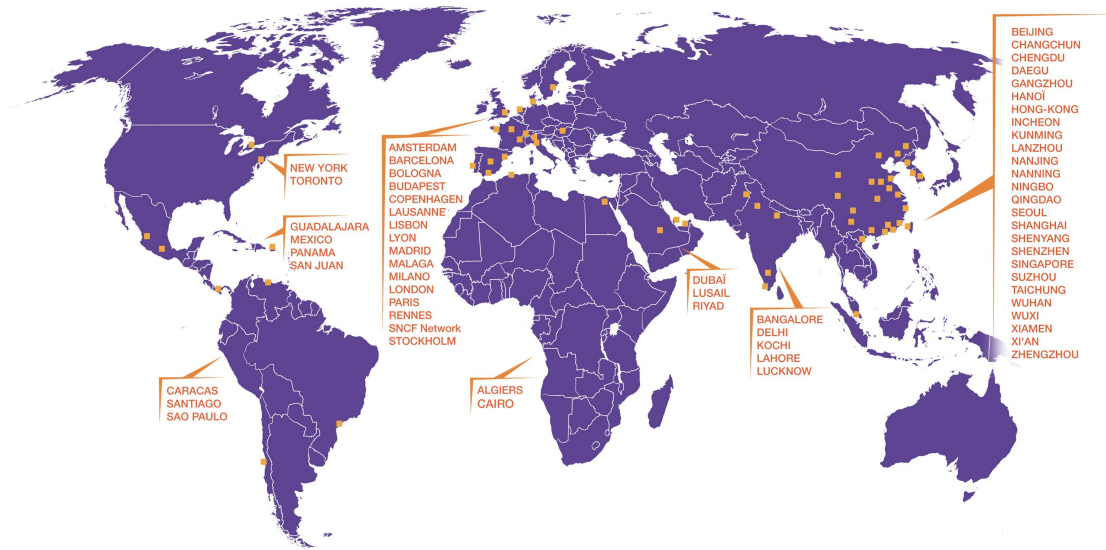 NEW YORK
TORONTO
GUADALAJARA
MEXICO
PANAMA
SAN JUAN
CARACAS
SANTIAGO
SAO PAULO
AMSTERDAM
BARCELONA
BOLOGNA
BUDAPEST
COPENHAGEN
LAUSANNE
LISBON
LYON
MADRID
MALAGA
MILANO
LONDON
PARIS
RENNES
SNCF Network
STOCKHOLM
ALGIERS
CAIRO
DUBAÏ
LUSAIL
RIYAD
BANGALORE
DELHI
KOCHI
LAHORE
LUCKNOW
BEIJING
CHANGCHUN
CHENGDU
DAEGU
GANGZHOU
HANOÏ
HONG-KONG
INCHEON
KUNMING
LANZHOU
NANJING
NANNING
NINGBO
QINGDAO
SEOUL
SHANGHAI
SHENYANG
SHENZHEN
SINGAPORE
SUZHOU
TAICHUNG
WUHAN
WUXI
XIAMEN
XI'AN
ZHENGZHOU